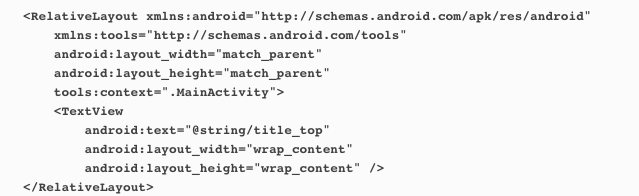 <RelativeLayout xmlns:android="http://schemas.android.com/apk/res/android"
    xmlns:tools="http://schemas.android.com/tools"
    android:layout_width="match_parent"
    android:layout_height="match_parent"
    tools:context=".MainActivity">
    <TextView
        android:text="@string/title_top"
        android:layout_width="wrap_content"
        android:layout_height="wrap_content" />
</RelativeLayout>